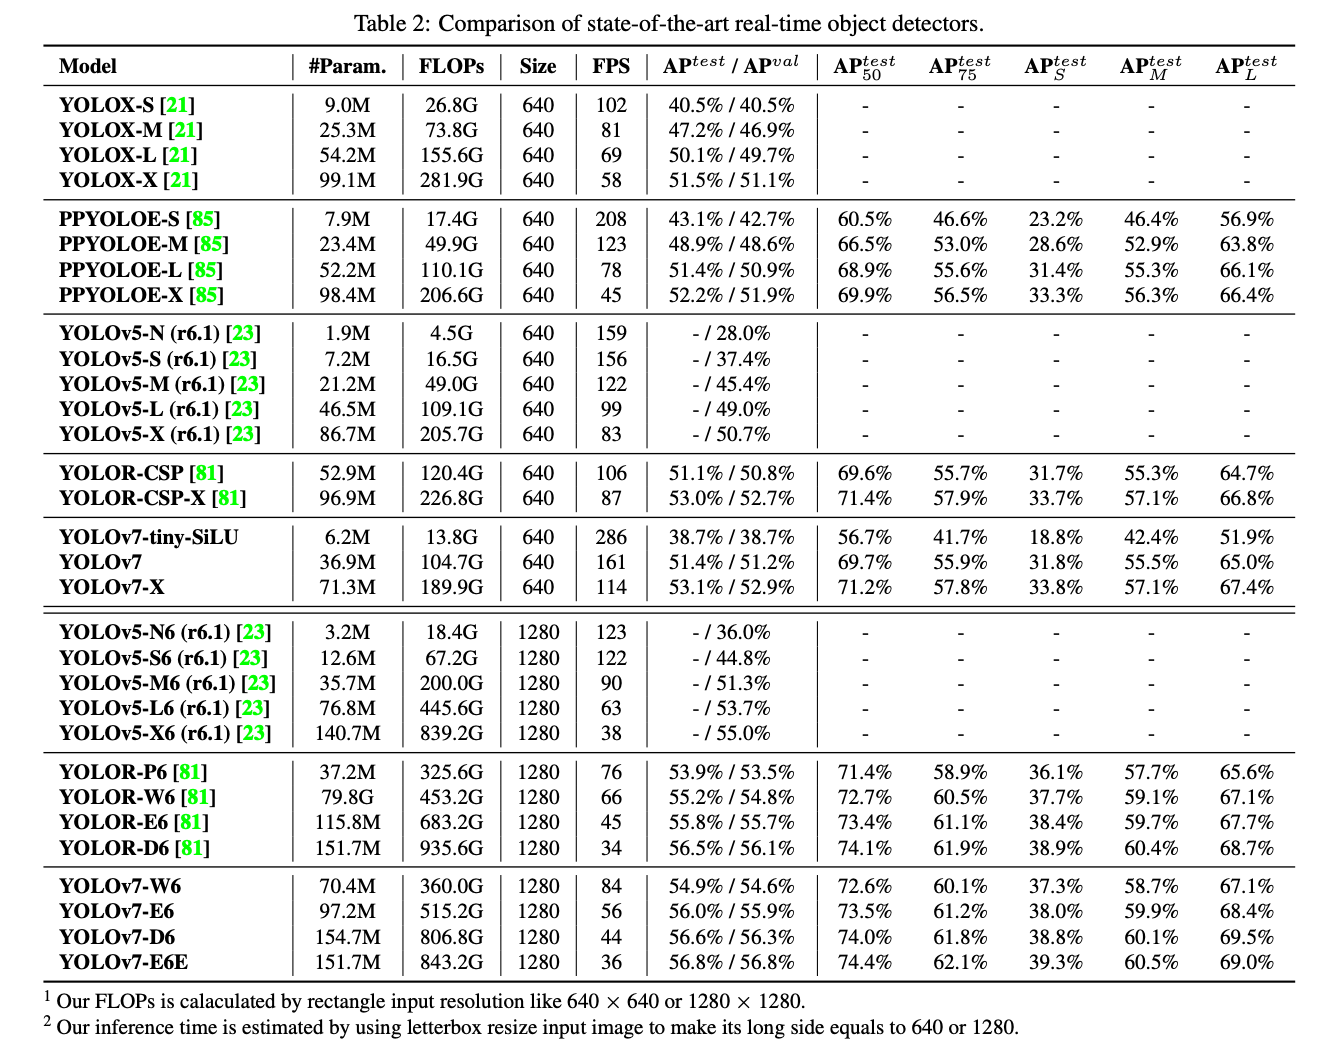 Table 2: Comparison of state-of-the-art real-time object detectors.
Model #Param. FLOPs Size FPS AP^test / AP^val AP_50^test AP_75^test AP_S^test AP_M^test AP_L^test
YOLOX-S [21] 9.0M 26.8G 640 102 40.5% / 40.5% - - - - -
YOLOX-M [21] 25.3M 73.8G 640 81 47.2% / 46.9% - - - - -
YOLOX-L [21] 54.2M 155.6G 640 69 50.1% / 49.7% - - - - -
YOLOX-X [21] 99.1M 281.9G 640 58 51.5% / 51.1% - - - - -
PPYOLOE-S [85] 7.9M 17.4G 640 208 43.1% / 42.7% 60.5% 46.6% 23.2% 46.4% 56.9%
PPYOLOE-M [85] 23.4M 49.9G 640 123 48.9% / 48.6% 66.5% 53.0% 28.6% 52.9% 63.8%
PPYOLOE-L [85] 52.2M 110.1G 640 78 51.4% / 50.9% 68.9% 55.6% 31.4% 55.3% 66.1%
PPYOLOE-X [85] 98.4M 206.6G 640 45 52.2% / 51.9% 69.9% 56.5% 33.3% 56.3% 66.4%
YOLOv5-N (r6.1) [23] 1.9M 4.5G 640 159 - / 28.0% - - - - -
YOLOv5-S (r6.1) [23] 7.2M 16.5G 640 156 - / 37.4% - - - - -
YOLOv5-M (r6.1) [23] 21.2M 49.0G 640 122 - / 45.4% - - - - -
YOLOv5-L (r6.1) [23] 46.5M 109.1G 640 99 - / 49.0% - - - - -
YOLOv5-X (r6.1) [23] 86.7M 205.7G 640 83 - / 50.7% - - - - -
YOLOR-CSP [81] 52.9M 120.4G 640 106 51.1% / 50.8% 69.6% 55.7% 31.7% 55.3% 64.7%
YOLOR-CSP-X [81] 96.9M 226.8G 640 87 53.0% / 52.7% 71.4% 57.9% 33.7% 57.1% 66.8%
YOLOv7-tiny-SiLU 6.2M 13.8G 640 286 38.7% / 38.7% 56.7% 41.7% 18.8% 42.4% 51.9%
YOLOv7 36.9M 104.7G 640 161 51.4% / 51.2% 69.7% 55.9% 31.8% 55.5% 65.0%
YOLOv7-X 71.3M 189.9G 640 114 53.1% / 52.9% 71.2% 57.8% 33.8% 57.1% 67.4%
YOLOv5-N6 (r6.1) [23] 3.2M 18.4G 1280 123 - / 36.0% - - - - -
YOLOv5-S6 (r6.1) [23] 12.6M 67.2G 1280 122 - / 44.8% - - - - -
YOLOv5-M6 (r6.1) [23] 35.7M 200.0G 1280 90 - / 51.3% - - - - -
YOLOv5-L6 (r6.1) [23] 76.8M 445.6G 1280 63 - / 53.7% - - - - -
YOLOv5-X6 (r6.1) [23] 140.7M 839.2G 1280 38 - / 55.0% - - - - -
YOLOR-P6 [81] 37.2M 325.6G 1280 76 53.9% / 53.5% 71.4% 58.9% 36.1% 57.7% 65.6%
YOLOR-W6 [81] 79.8G 453.2G 1280 66 55.2% / 54.8% 72.7% 60.5% 37.7% 59.1% 67.1%
YOLOR-E6 [81] 115.8M 683.2G 1280 45 55.8% / 55.7% 73.4% 61.1% 38.4% 59.7% 67.7%
YOLOR-D6 [81] 151.7M 935.6G 1280 34 56.5% / 56.1% 74.1% 61.9% 38.9% 60.4% 68.7%
YOLOv7-W6 70.4M 360.0G 1280 84 54.9% / 54.6% 72.6% 60.1% 37.3% 58.7% 67.1%
YOLOv7-E6 97.2M 515.2G 1280 56 56.0% / 55.9% 73.5% 61.2% 38.0% 59.9% 68.4%
YOLOv7-D6 154.7M 806.8G 1280 44 56.6% / 56.3% 74.0% 61.8% 38.8% 60.1% 69.5%
YOLOv7-E6E 151.7M 843.2G 1280 36 56.8% / 56.8% 74.4% 62.1% 39.3% 60.5% 69.0%
¹ Our FLOPs is calaculated by rectangle input resolution like 640 × 640 or 1280 × 1280.
² Our inference time is estimated by using letterbox resize input image to make its long side equals to 640 or 1280.